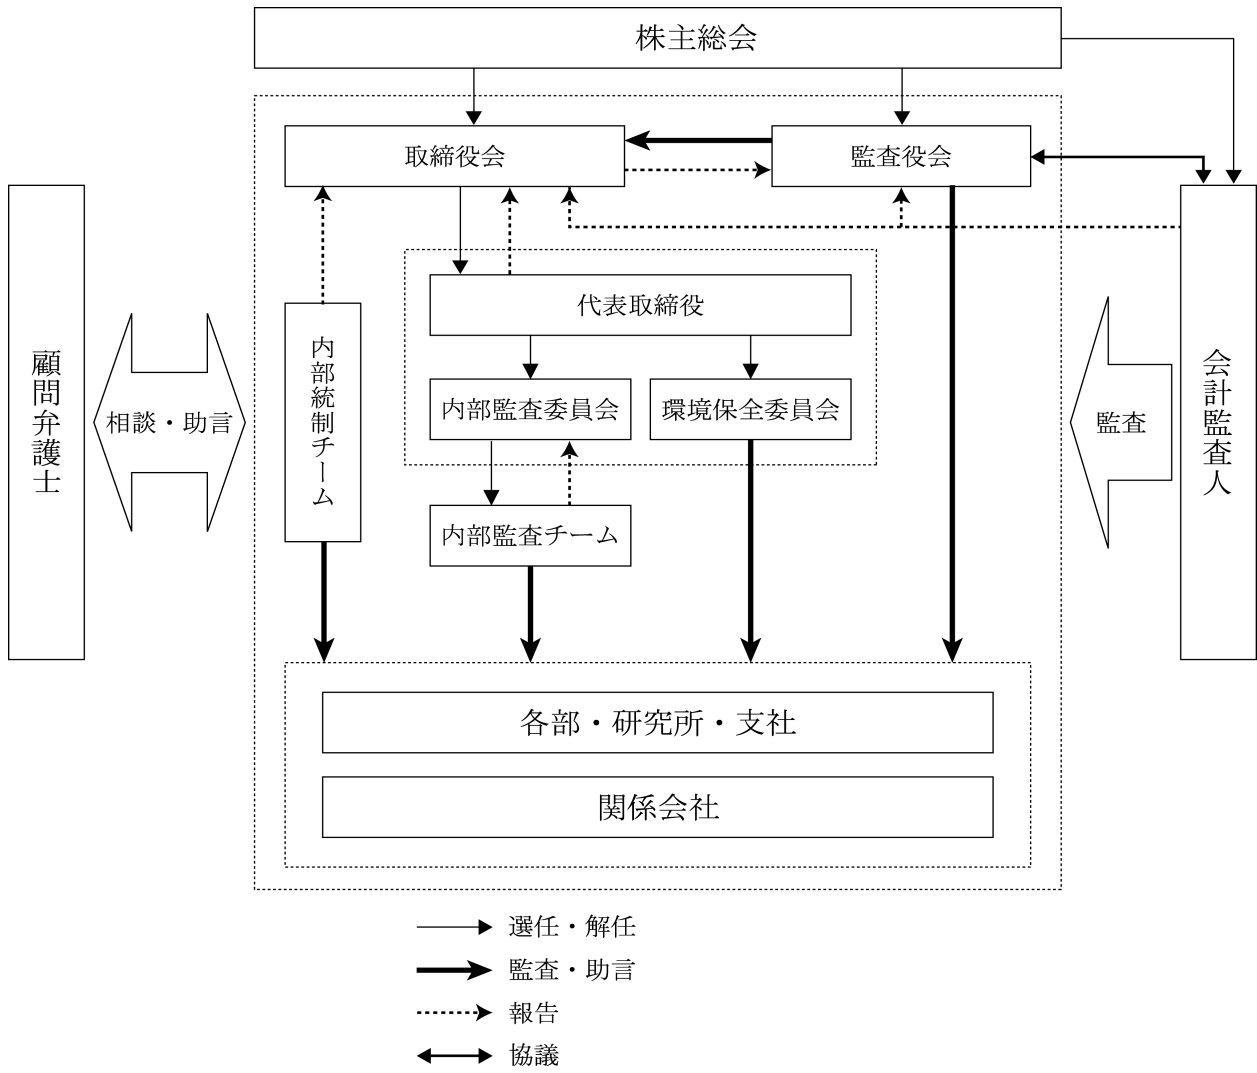 株主総会
取締役会
監査役会
代表取締役
顧問弁護士
相談・助言
内部統制チーム
内部監査委員会
環境保全委員会
監査
会計監査人
内部監査チーム
各部・研究所・支社
関係会社
選任・解任
監査・助言
報告
協議